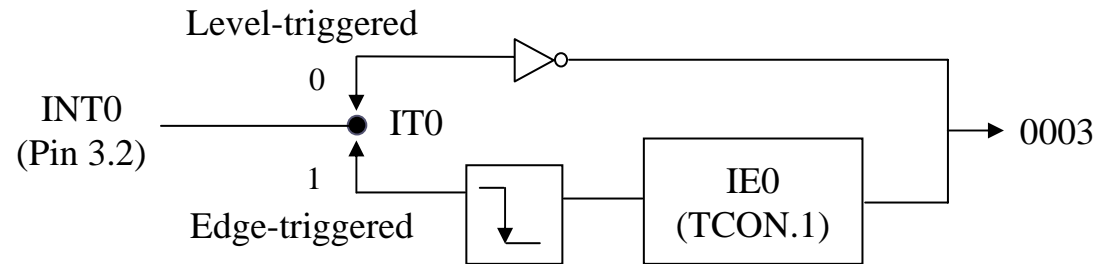 Level-triggered
0
INT0
(Pin 3.2)
IT0
0003
1
IE0
(TCON.1)
Edge-triggered